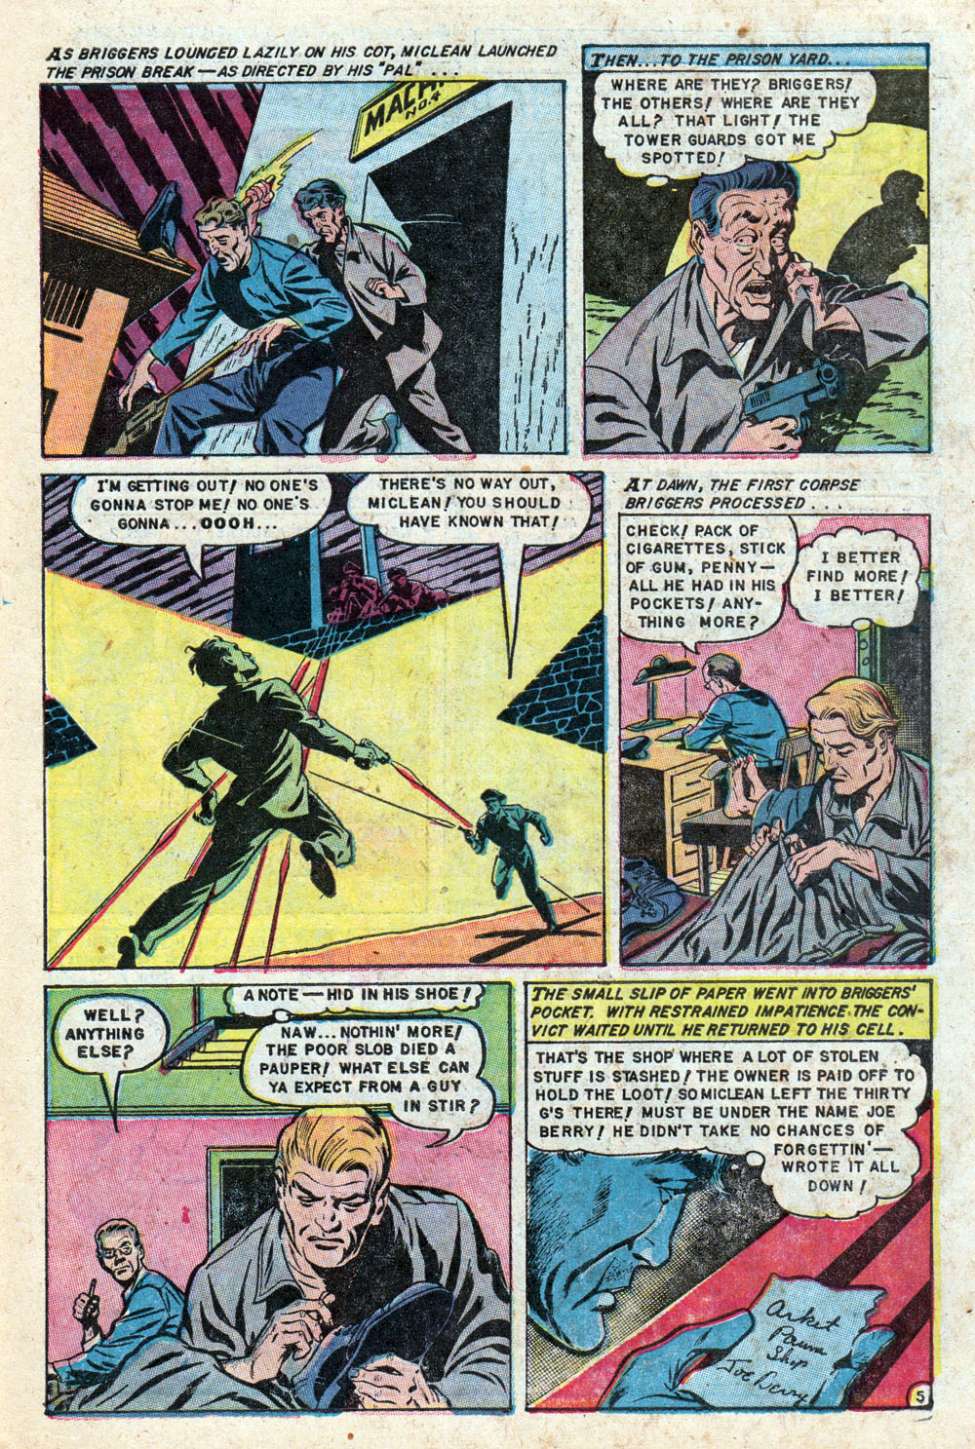 AS BRIGGERS LOUNGED LAZILY ON HIS COT, MICLEAN LAUNCHED
THE PRISON BREAK—AS DIRECTED BY HIS "PAL" . . .
MACH
NO. 4
THEN...TO THE PRISON YARD...
WHERE ARE THEY? BRIGGERS!
THE OTHERS! WHERE ARE THEY
ALL? THAT LIGHT! THE
TOWER GUARDS GOT ME
SPOTTED!
I'M GETTING OUT! NO ONE'S
GONNA STOP ME! NO ONE'S
GONNA...OOOH...
THERE'S NO WAY OUT,
MICLEAN! YOU SHOULD
HAVE KNOWN THAT!
AT DAWN, THE FIRST CORPSE
BRIGGERS PROCESSED . . .
CHECK! PACK OF
CIGARETTES, STICK
OF GUM, PENNY—
ALL HE HAD IN HIS
POCKETS! ANY-
THING MORE?
I BETTER
FIND MORE!
I BETTER!
WELL?
ANYTHING
ELSE?
A NOTE—HID IN HIS SHOE!
NAW...NOTHIN' MORE!
THE POOR SLOB DIED A
PAUPER! WHAT ELSE CAN
YA EXPECT FROM A GUY
IN STIR?
THE SMALL SLIP OF PAPER WENT INTO BRIGGERS'
POCKET. WITH RESTRAINED IMPATIENCE, THE CON-
VICT WAITED UNTIL HE RETURNED TO HIS CELL.
THAT'S THE SHOP WHERE A LOT OF STOLEN
STUFF IS STASHED! THE OWNER IS PAID OFF TO
HOLD THE LOOT! SO MICLEAN LEFT THE THIRTY
G'S THERE! MUST BE UNDER THE NAME JOE
BERRY! HE DIDN'T TAKE NO CHANCES OF
FORGETTIN'—
WROTE IT ALL
DOWN!
Arkit
Pawn
Shop
Joe Berry
5